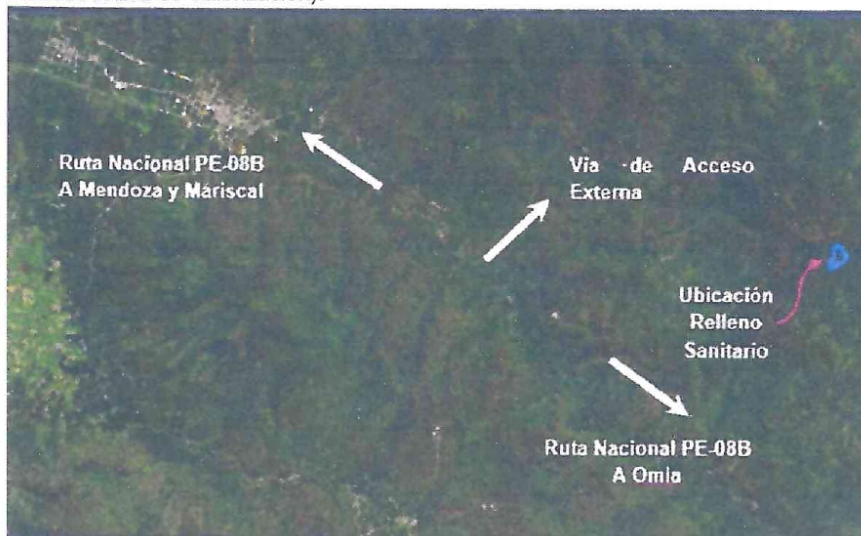 Ruta Nacional PE-08B
A Mendoza y Mariscal
Via de Acceso
Externa
Ubicación
Relleno
Sanitario
Ruta Nacional PE-08B
A Omia